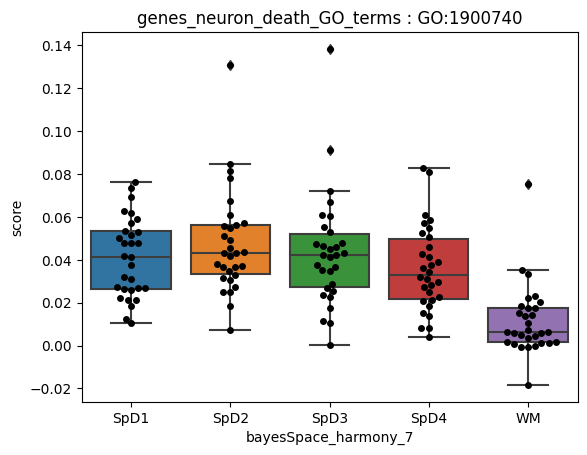 genes_neuron_death_GO_terms : GO:1900740
0.14
0.12
0.10
0.08
0.06
0.04
0.02
0.00
−0.02
score
SpD1 SpD2 SpD3 SpD4 WM
bayesSpace_harmony_7